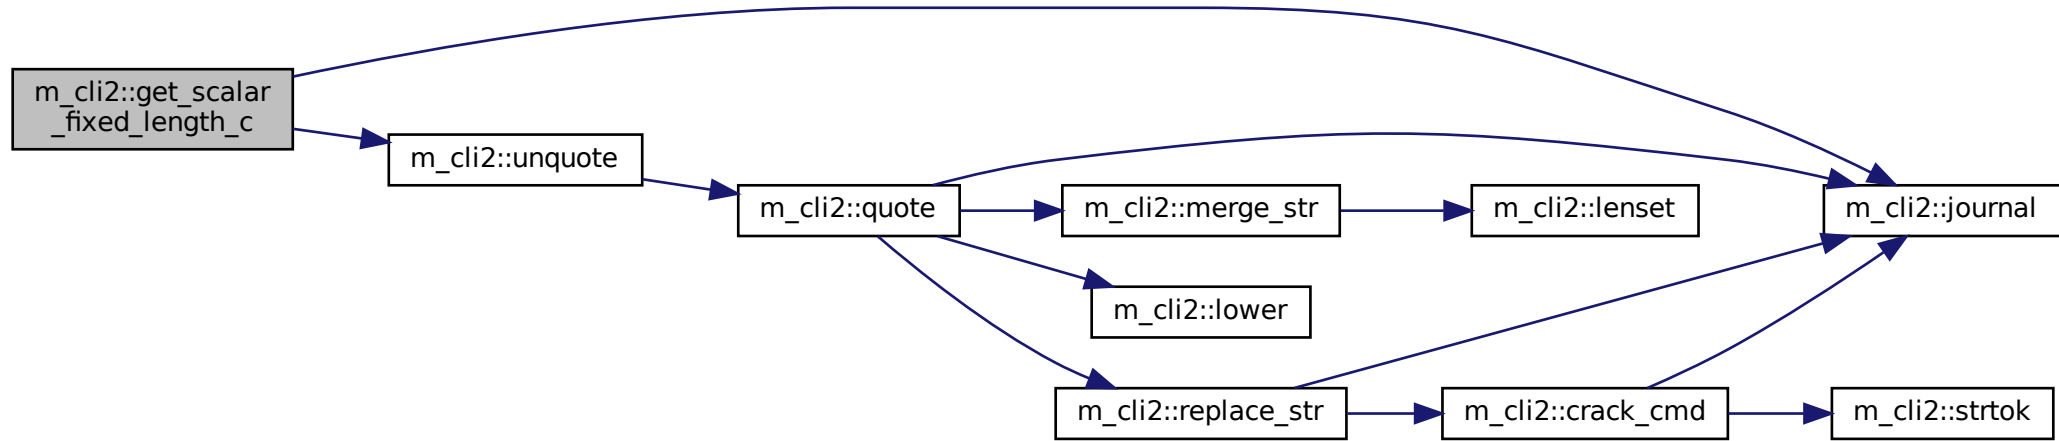 m_cli2::get_scalar
_fixed_length_c
m_cli2::unquote
m_cli2::quote
m_cli2::merge_str
m_cli2::lenset
m_cli2::journal
m_cli2::lower
m_cli2::replace_str
m_cli2::crack_cmd
m_cli2::strtok